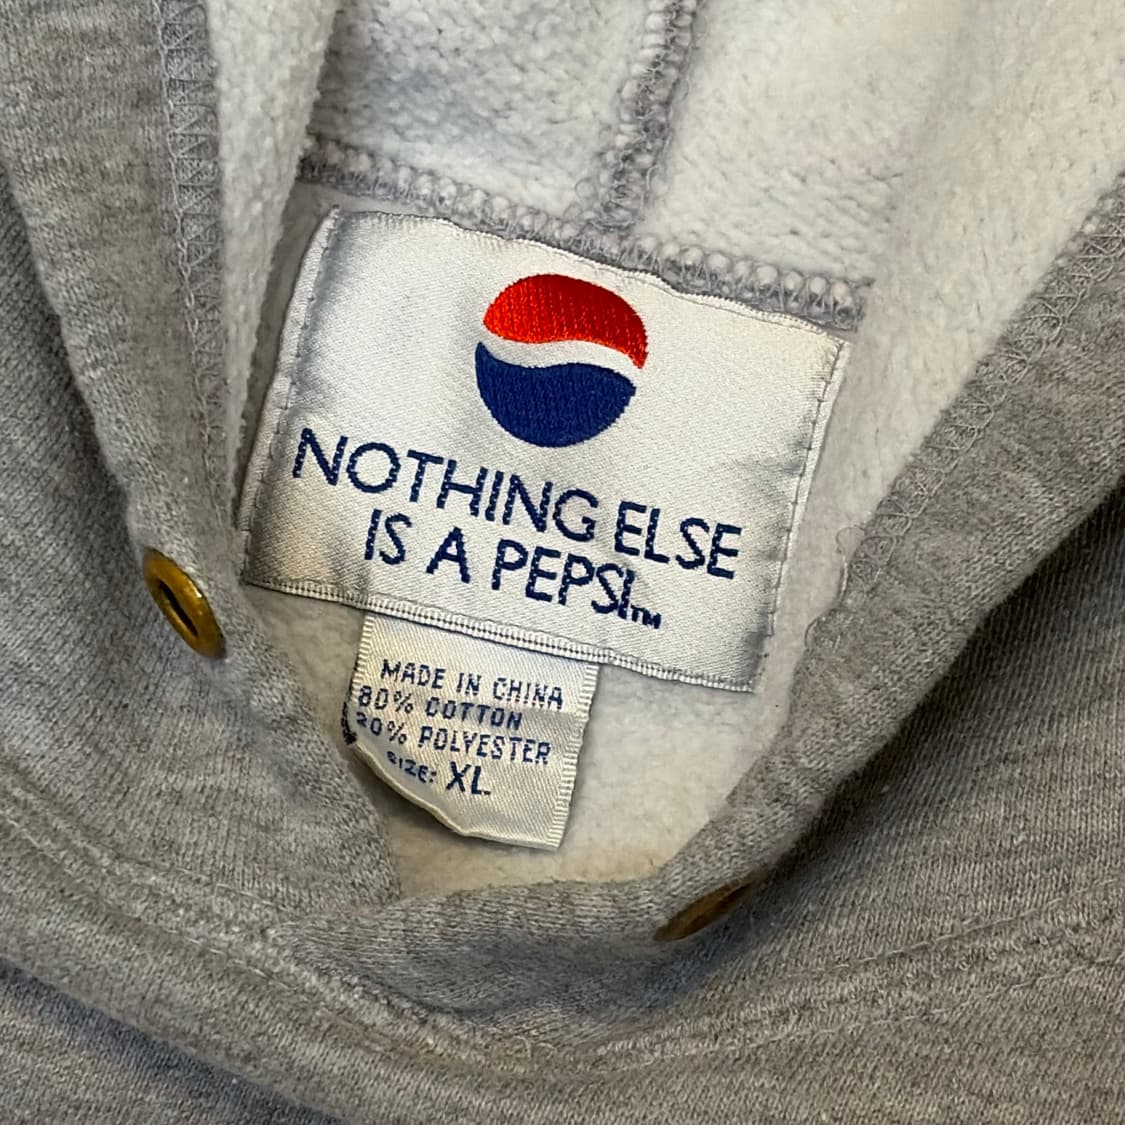 NOTHING ELSE
IS A PEPSI™
MADE IN CHINA
80% COTTON
20% POLYESTER
SIZE: XL